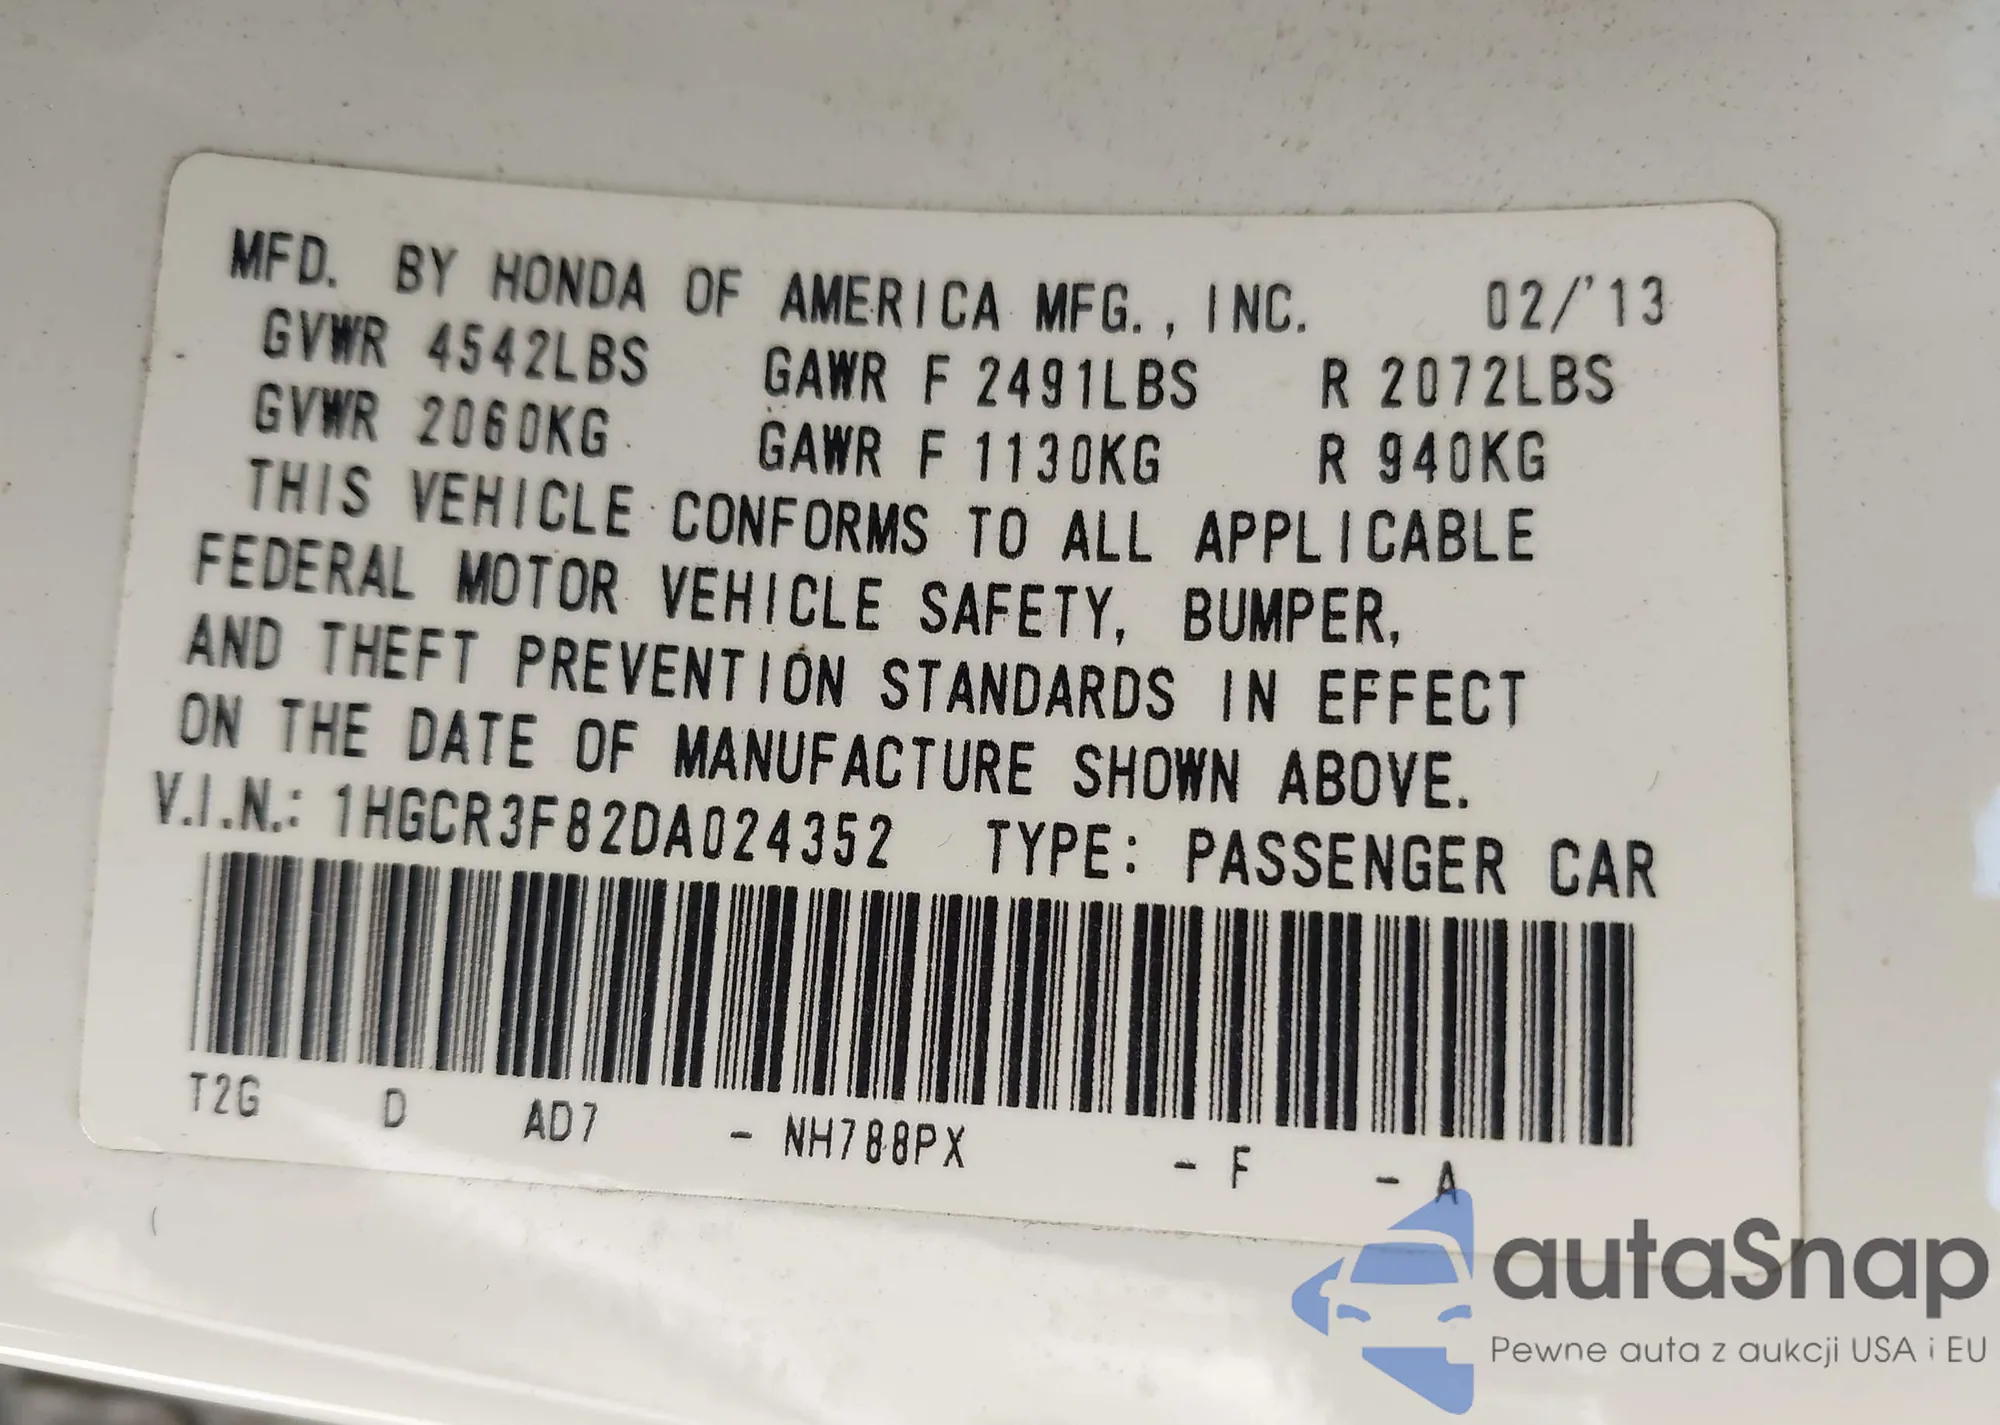 MFD. BY HONDA OF AMERICA MFG., INC. 02/'13
GVWR 4542LBS GAWR F 2491LBS R 2072LBS
GVWR 2060KG GAWR F 1130KG R 940KG
THIS VEHICLE CONFORMS TO ALL APPLICABLE
FEDERAL MOTOR VEHICLE SAFETY, BUMPER,
AND THEFT PREVENTION STANDARDS IN EFFECT
ON THE DATE OF MANUFACTURE SHOWN ABOVE.
V.I.N.: 1HGCR3F82DA024352 TYPE: PASSENGER CAR
T2G D AD7 - NH788PX - F - A
autaSnap
Pewne auta z aukcji USA i EU